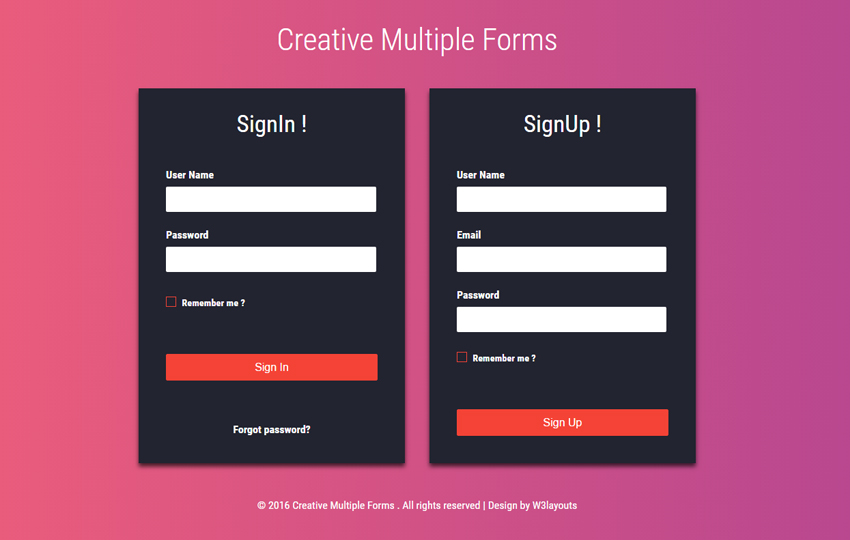 Creative Multiple Forms
SignIn !
User Name
Password
Remember me ?
Sign In
Forgot password?
SignUp !
User Name
Email
Password
Remember me ?
Sign Up
© 2016 Creative Multiple Forms . All rights reserved | Design by W3layouts